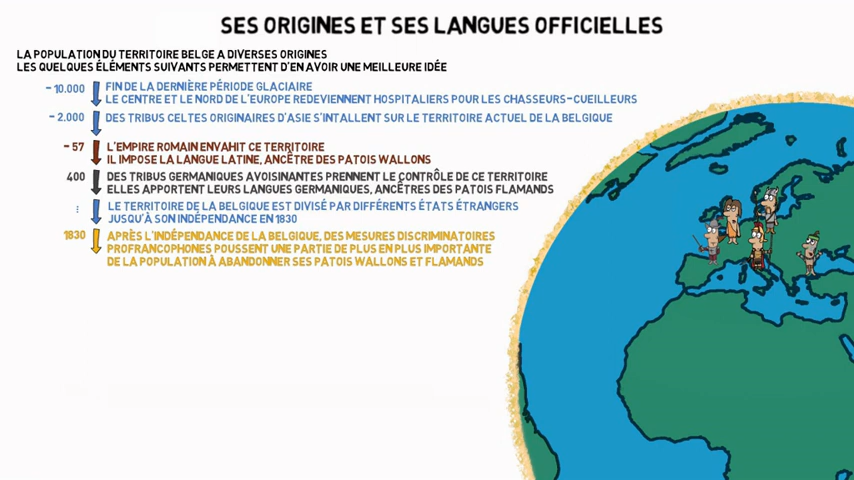 SES ORIGINES ET SES LANGUES OFFICIELLES
LA POPULATION DU TERRITOIRE BELGE A DIVERSES ORIGINES
LES QUELQUES ÉLÉMENTS SUIVANTS PERMETTENT D'EN AVOIR UNE MEILLEURE IDÉE
- 10.000 FIN DE LA DERNIÈRE PÉRIODE GLACIAIRE
LE CENTRE ET LE NORD DE L'EUROPE REDEVIENNENT HOSPITALIERS POUR LES CHASSEURS-CUEILLEURS
- 2.000 DES TRIBUS CELTES ORIGINAIRES D'ASIE S'INTALLENT SUR LE TERRITOIRE ACTUEL DE LA BELGIQUE
- 57 L'EMPIRE ROMAIN ENVAHIT CE TERRITOIRE
IL IMPOSE LA LANGUE LATINE, ANCÊTRE DES PATOIS WALLONS
400 DES TRIBUS GERMANIQUES AVOISINANTES PRENNENT LE CONTRÔLE DE CE TERRITOIRE
ELLES APPORTENT LEURS LANGUES GERMANIQUES, ANCÊTRES DES PATOIS FLAMANDS
⋮ LE TERRITOIRE DE LA BELGIQUE EST DIVISÉ PAR DIFFÉRENTS ÉTATS ÉTRANGERS
JUSQU'À SON INDÉPENDANCE EN 1830
1830 APRÈS L'INDÉPENDANCE DE LA BELGIQUE, DES MESURES DISCRIMINATOIRES
PROFRANCOPHONES POUSSENT UNE PARTIE DE PLUS EN PLUS IMPORTANTE
DE LA POPULATION À ABANDONNER SES PATOIS WALLONS ET FLAMANDS